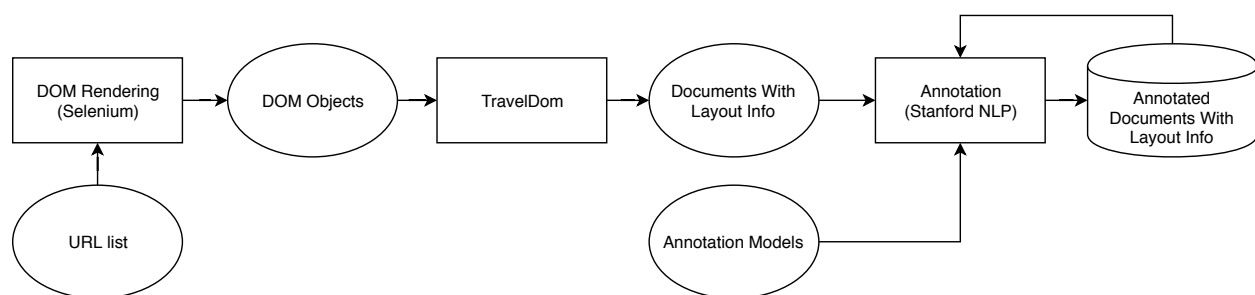 DOM Rendering
(Selenium)
DOM Objects
TravelDom
Documents With
Layout Info
Annotation
(Stanford NLP)
Annotated
Documents With
Layout Info
URL list
Annotation Models